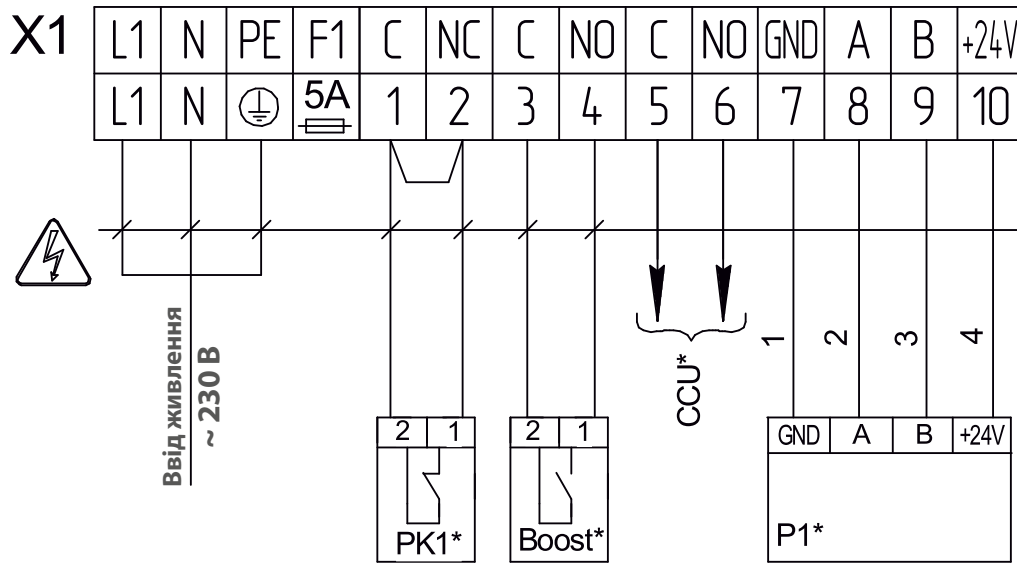 X1 L1 N PE F1 C NC C NO C NO GND A B +24V
L1 N 5A 1 2 3 4 5 6 7 8 9 10
Ввід живлення
~ 230 В
CCU*
1 2 3 4
2 1 2 1 GND A B +24V
PK1* Boost* P1*